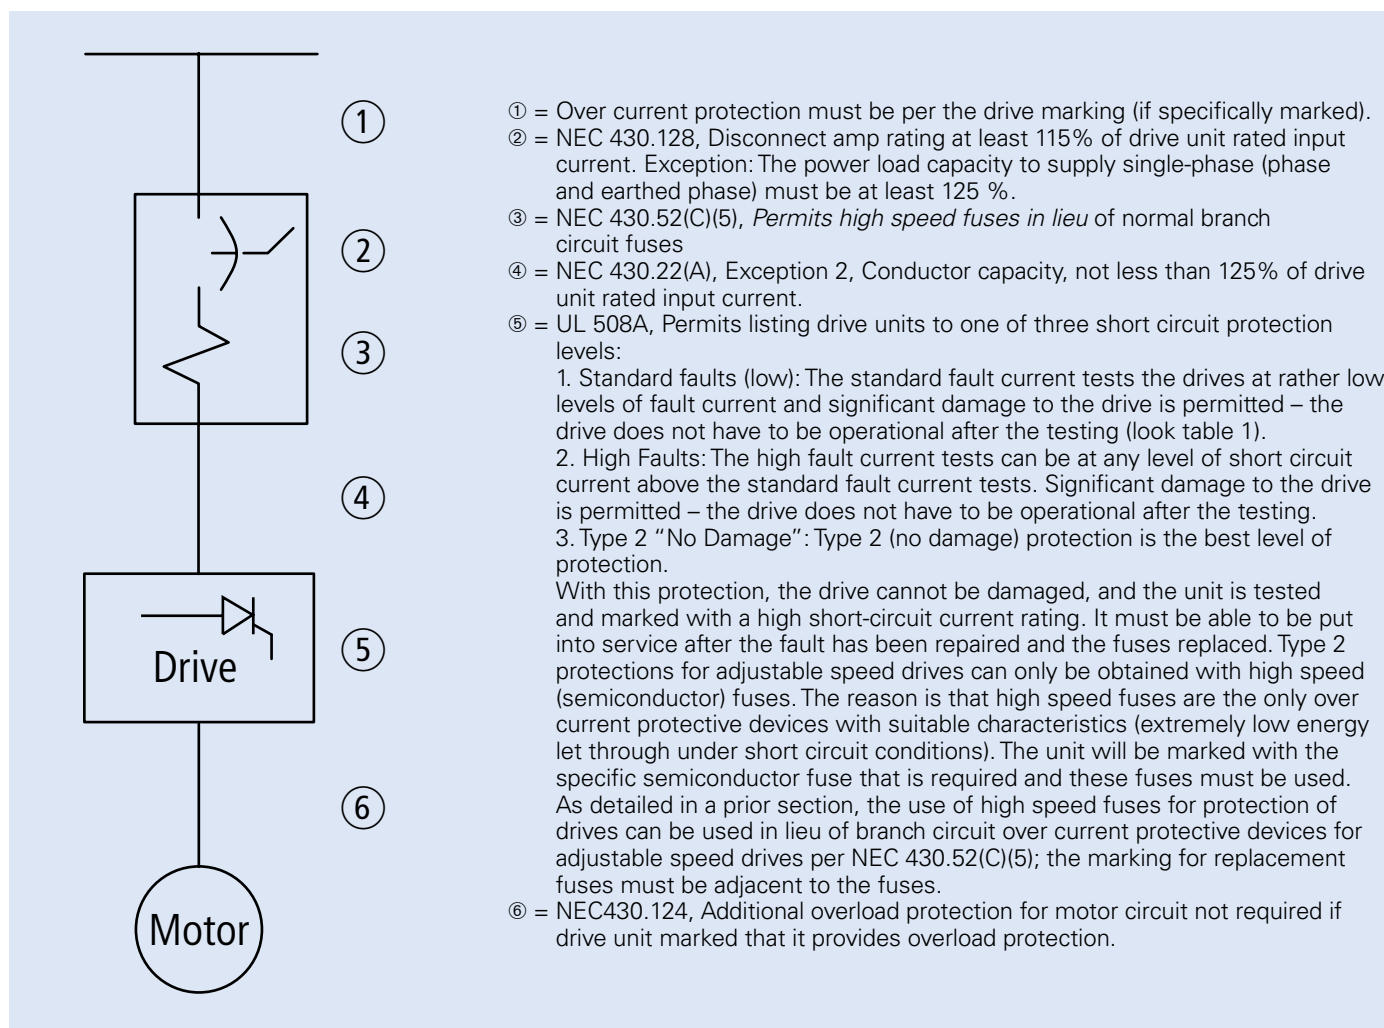 ①
① = Over current protection must be per the drive marking (if specifically marked).
② = NEC 430.128, Disconnect amp rating at least 115% of drive unit rated input
current. Exception: The power load capacity to supply single-phase (phase
and earthed phase) must be at least 125 %.
②
③ = NEC 430.52(C)(5), Permits high speed fuses in lieu of normal branch
circuit fuses
④ = NEC 430.22(A), Exception 2, Conductor capacity, not less than 125% of drive
unit rated input current.
⑤ = UL 508A, Permits listing drive units to one of three short circuit protection
levels:
③
1. Standard faults (low): The standard fault current tests the drives at rather low
levels of fault current and significant damage to the drive is permitted – the
drive does not have to be operational after the testing (look table 1).
2. High Faults: The high fault current tests can be at any level of short circuit
current above the standard fault current tests. Significant damage to the drive
④
is permitted – the drive does not have to be operational after the testing.
3. Type 2 “No Damage”: Type 2 (no damage) protection is the best level of
protection.
With this protection, the drive cannot be damaged, and the unit is tested
and marked with a high short-circuit current rating. It must be able to be put
into service after the fault has been repaired and the fuses replaced. Type 2
⑤
Drive
protections for adjustable speed drives can only be obtained with high speed
(semiconductor) fuses. The reason is that high speed fuses are the only over
current protective devices with suitable characteristics (extremely low energy
let through under short circuit conditions). The unit will be marked with the
specific semiconductor fuse that is required and these fuses must be used.
As detailed in a prior section, the use of high speed fuses for protection of
⑥
drives can be used in lieu of branch circuit over current protective devices for
adjustable speed drives per NEC 430.52(C)(5); the marking for replacement
fuses must be adjacent to the fuses.
⑥ = NEC430.124, Additional overload protection for motor circuit not required if
drive unit marked that it provides overload protection.
Motor